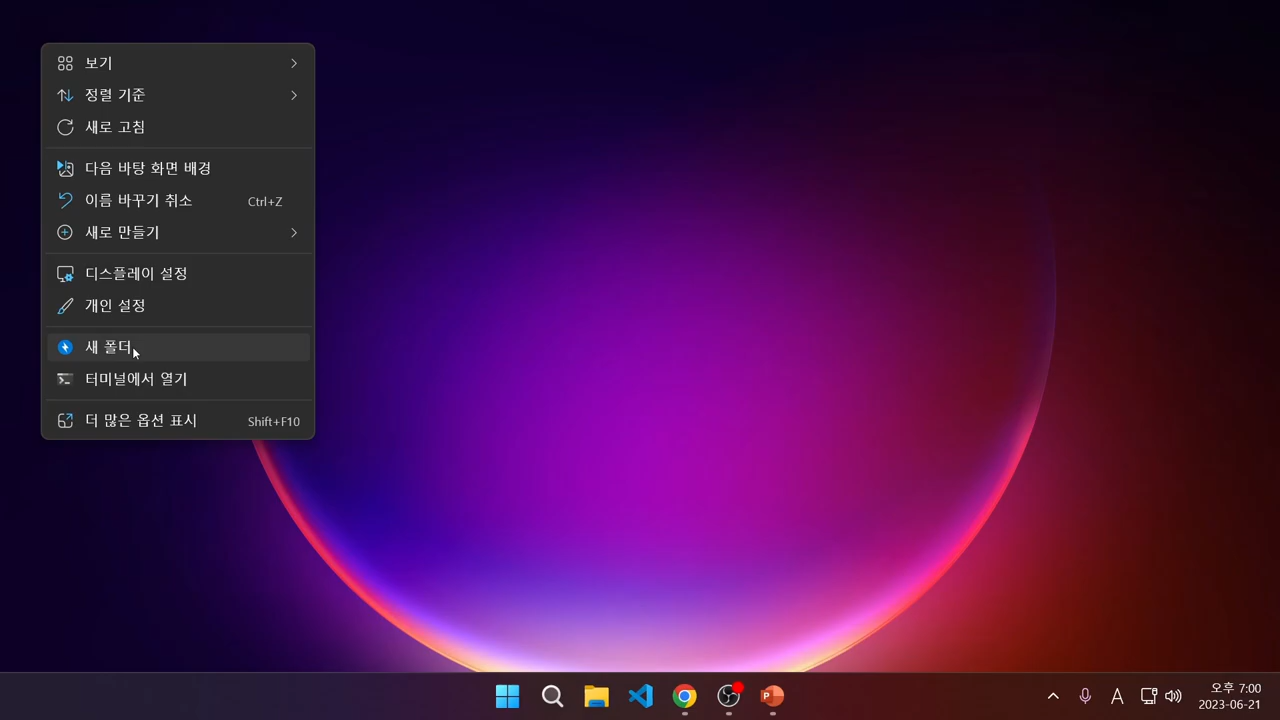 보기
정렬 기준
새로 고침
다음 바탕 화면 배경
이름 바꾸기 취소 Ctrl+Z
새로 만들기
디스플레이 설정
개인 설정
새 폴더
터미널에서 열기
더 많은 옵션 표시 Shift+F10
A
오후 7:00
2023-06-21